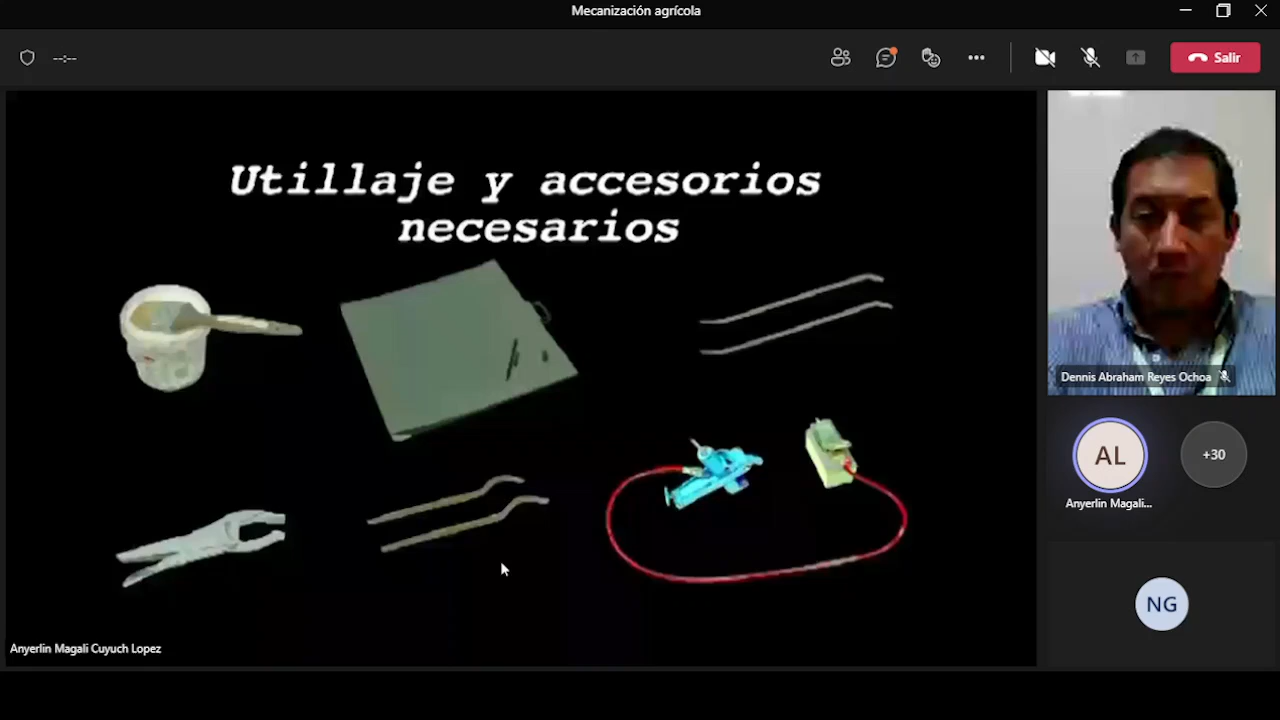 Mecanización agrícola
--:--
Salir
Utillaje y accesorios
necesarios
Dennis Abraham Reyes Ochoa
AL
+30
Anyerlin Magali...
NG
Anyerlin Magali Cuyuch Lopez